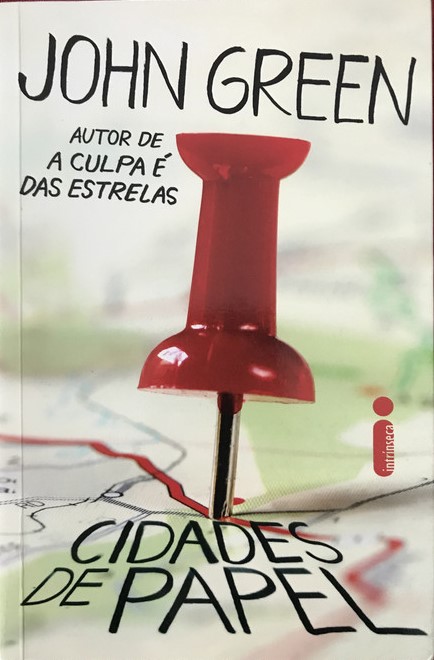 JOHN GREEN
AUTOR DE
A CULPA É
DAS ESTRELAS
intrínseca
CIDADES
DE PAPEL